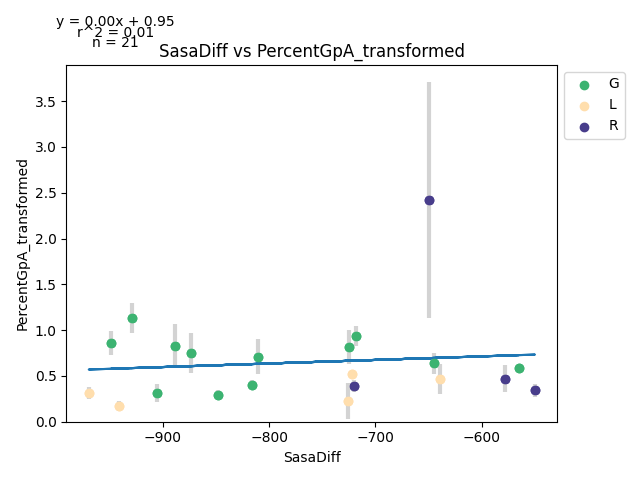 y = 0.00x + 0.95
r^2 = 0.01
n = 21
SasaDiff vs PercentGpA_transformed
G
L
R
PercentGpA_transformed
3.5
3.0
2.5
2.0
1.5
1.0
0.5
0.0
−900
−800
−700
−600
SasaDiff